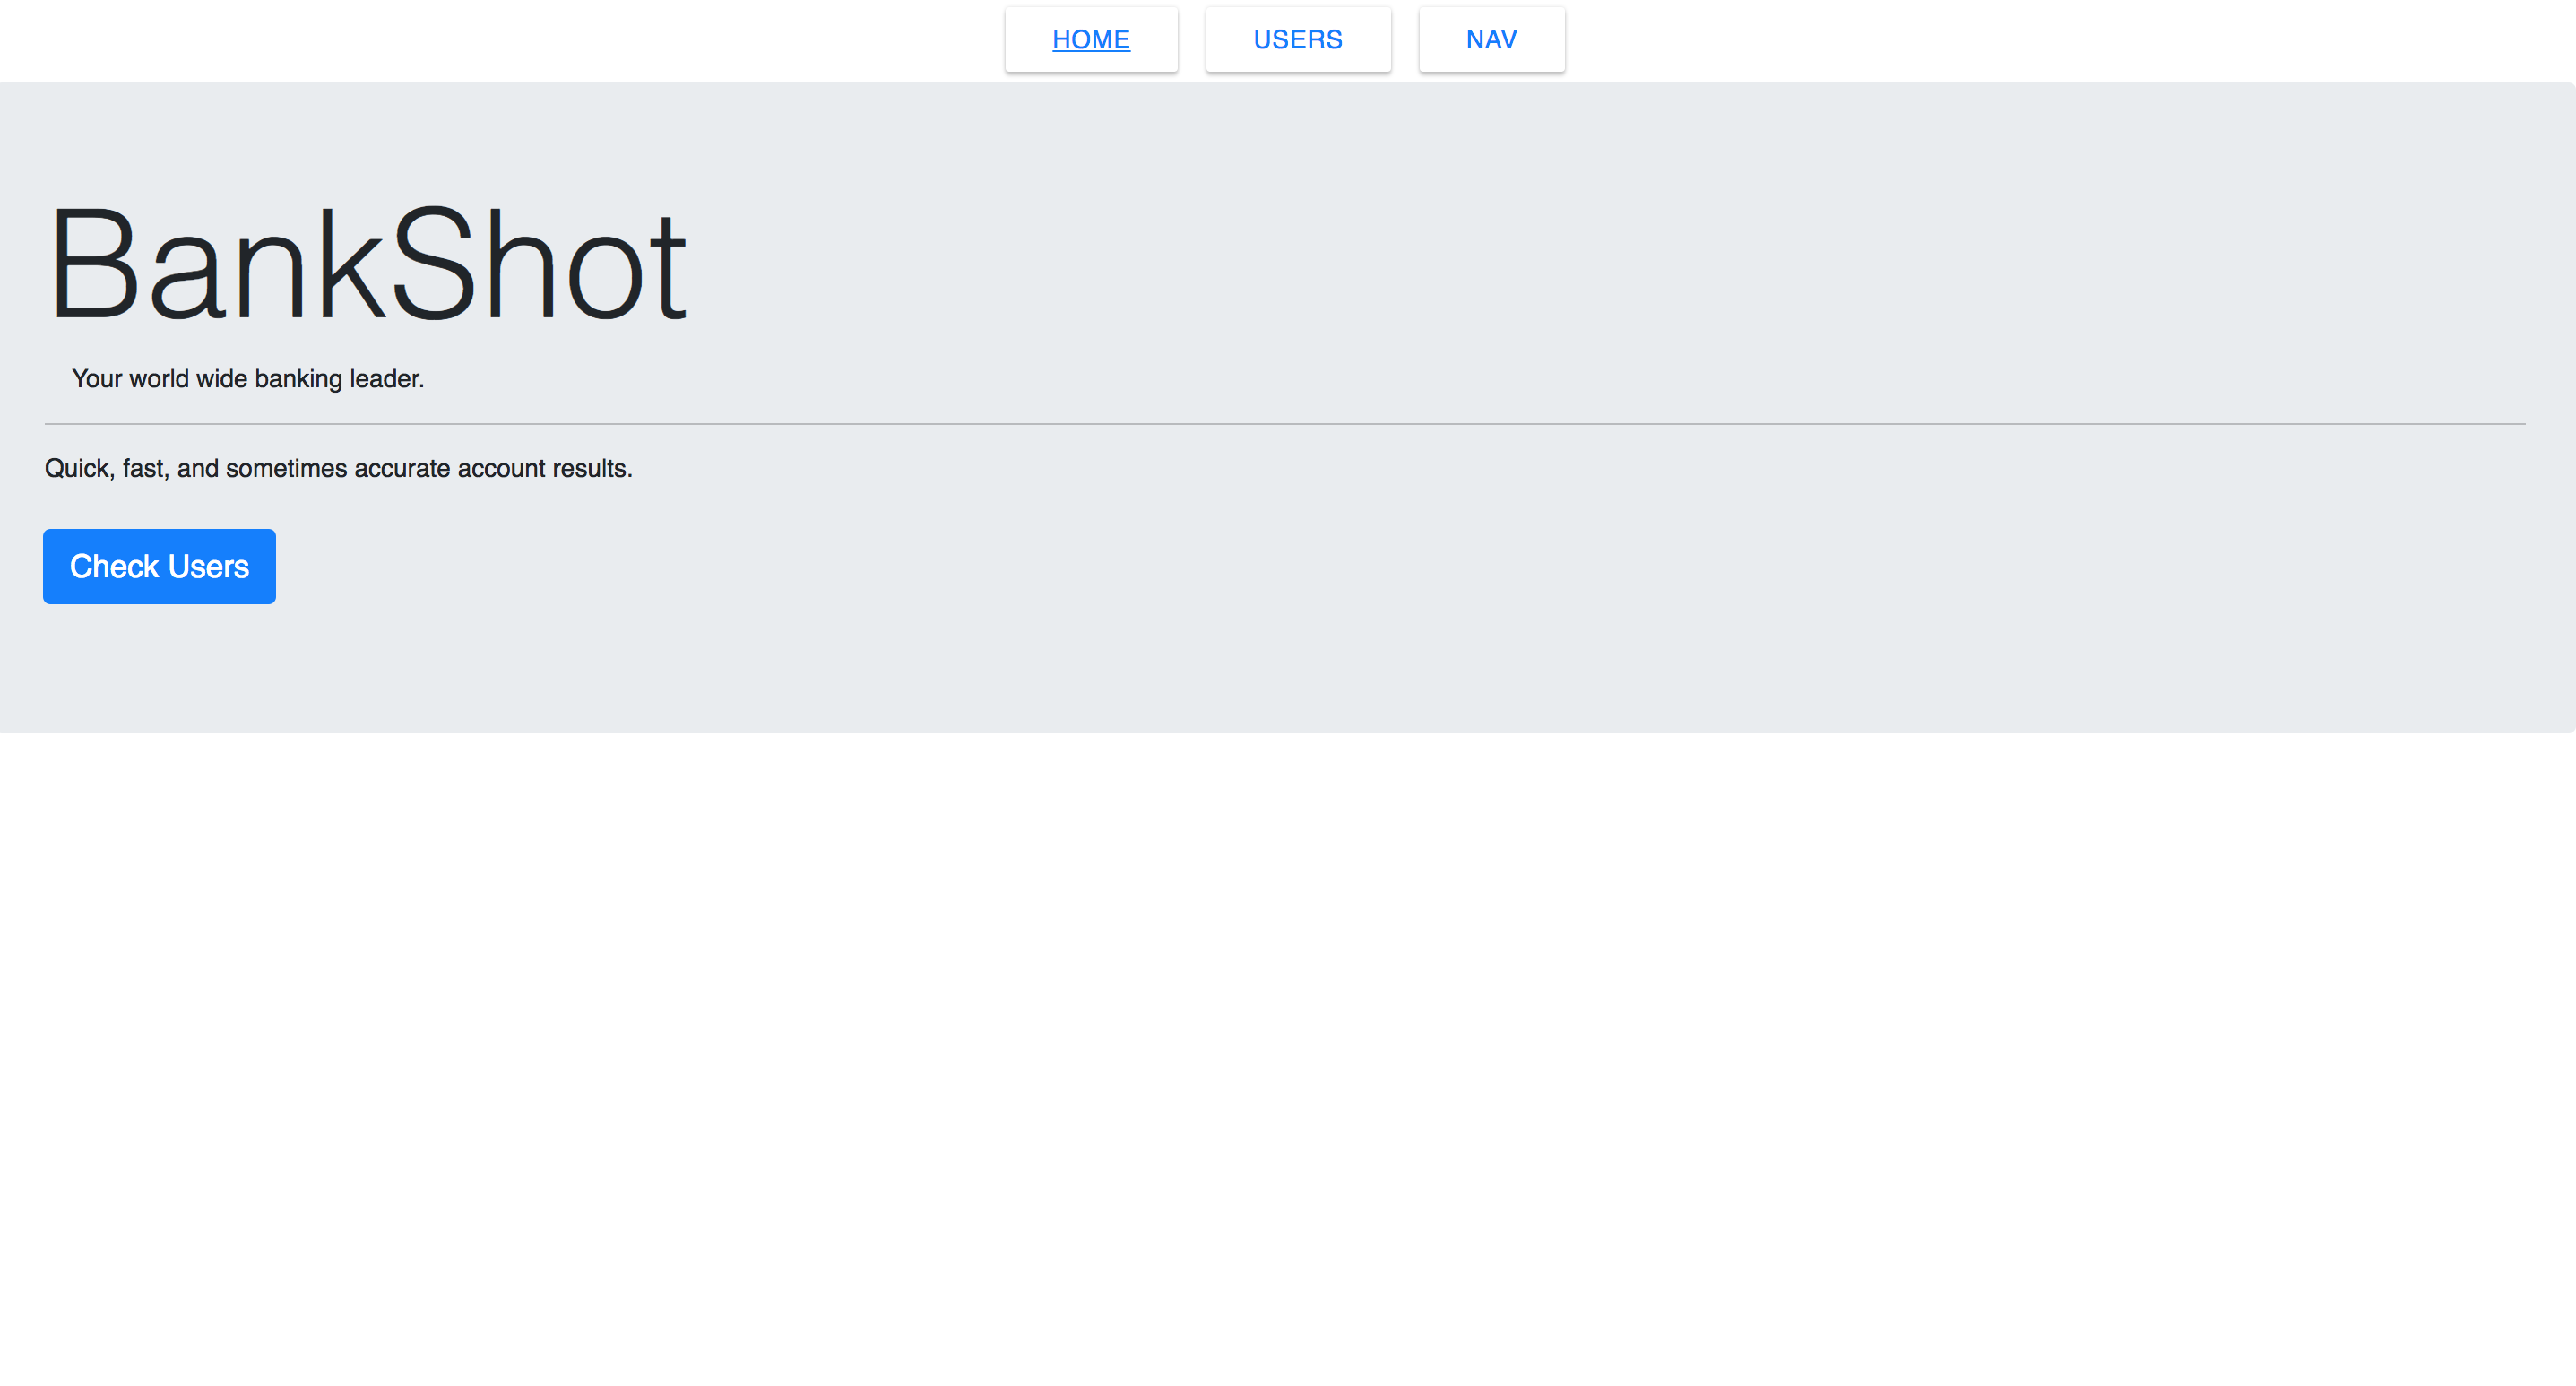 HOME USERS NAV
BankShot
Your world wide banking leader.
Quick, fast, and sometimes accurate account results.
Check Users